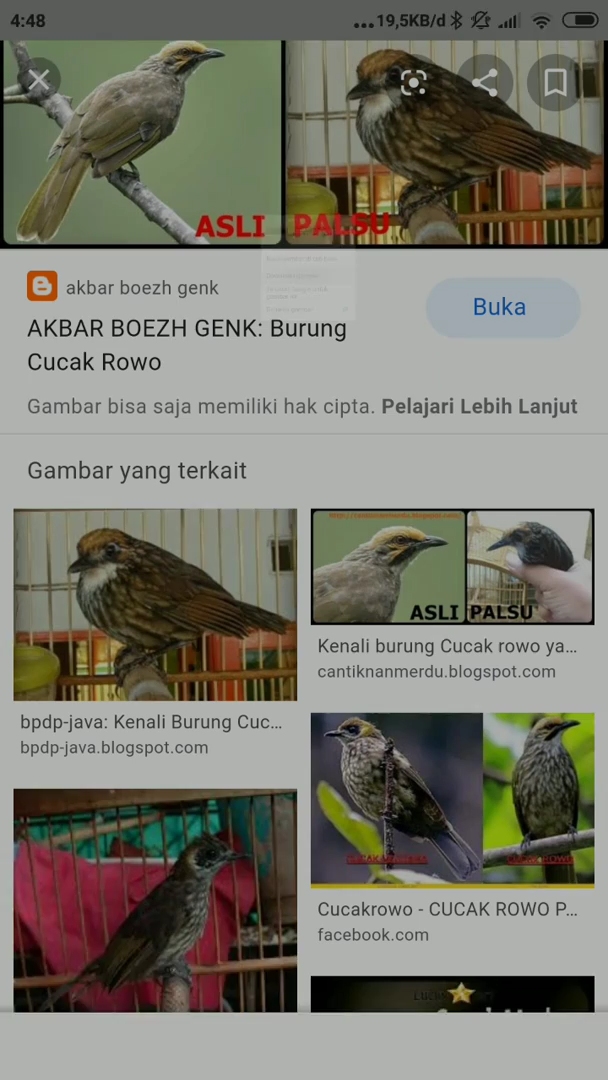 4:48
...19,5KB/d
ASLI PALSU
akbar boezh genk
Buka
AKBAR BOEZH GENK: Burung
Cucak Rowo
Gambar bisa saja memiliki hak cipta. Pelajari Lebih Lanjut
Gambar yang terkait
ASLI PALSU
Kenali burung Cucak rowo ya...
cantiknanmerdu.blogspot.com
bpdp-java: Kenali Burung Cuc...
bpdp-java.blogspot.com
CUCAK ROWO
Cucakrowo - CUCAK ROWO P...
facebook.com